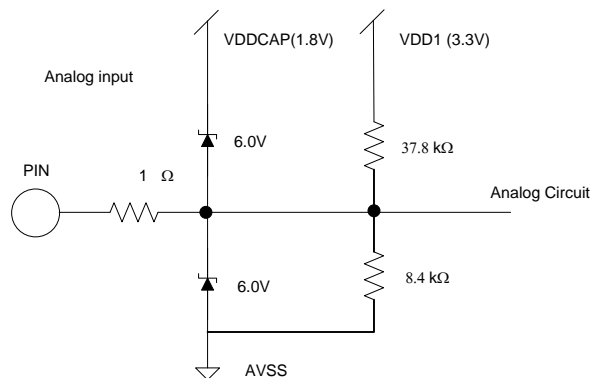 VDDCAP(1.8V)
VDD1 (3.3V)
Analog input
6.0V
37.8 kΩ
PIN
1 Ω
Analog Circuit
6.0V
8.4 kΩ
AVSS